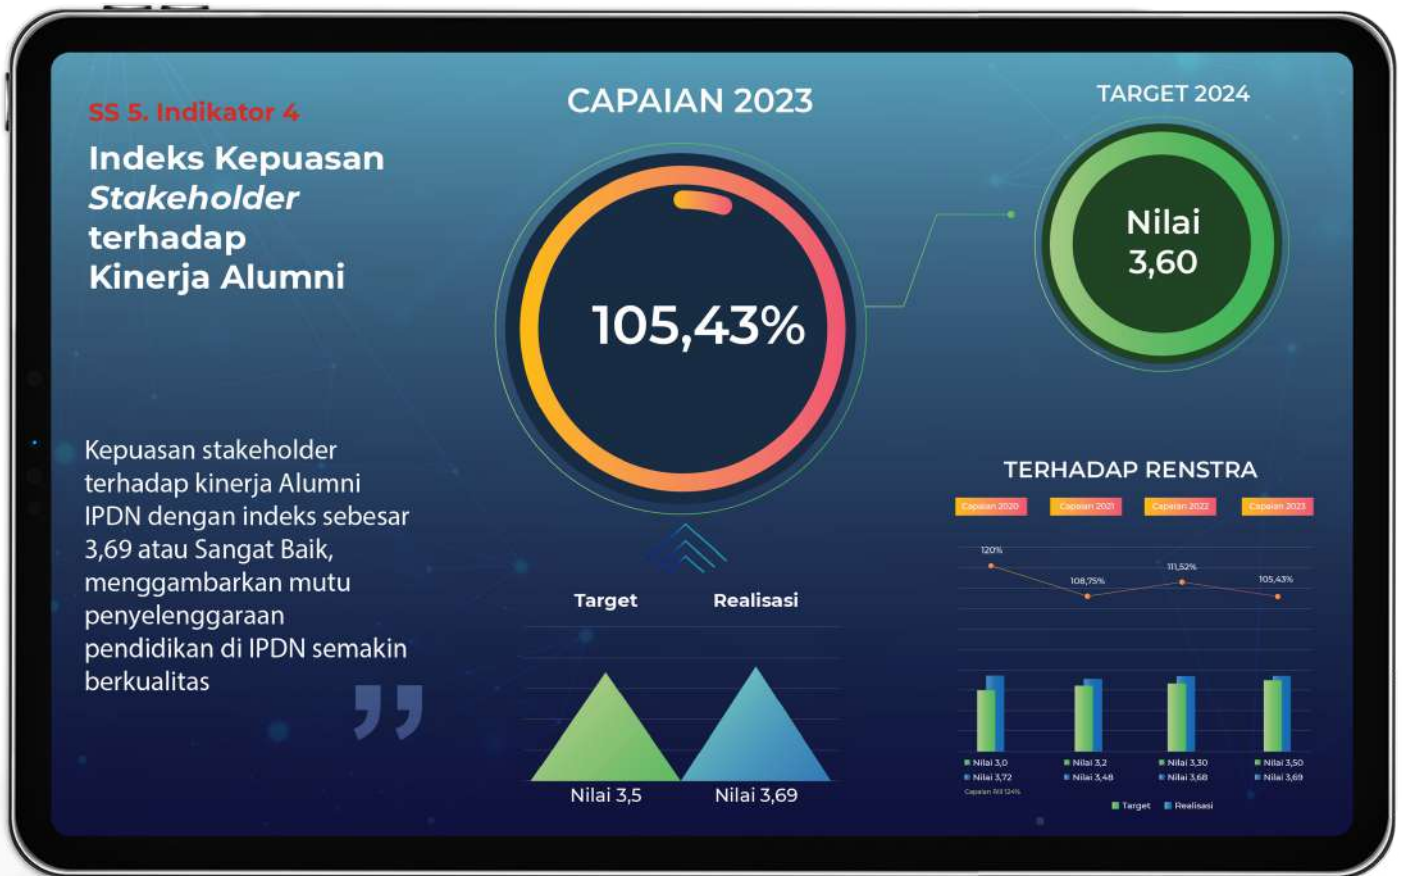 SS 5. Indikator 4
Indeks Kepuasan
Stakeholder
terhadap
Kinerja Alumni
Kepuasan stakeholder
terhadap kinerja Alumni
IPDN dengan indeks sebesar
3,69 atau Sangat Baik,
menggambarkan mutu
penyelenggaraan
pendidikan di IPDN semakin
berkualitas
”
CAPAIAN 2023
105,43%
Target Realisasi
Nilai 3,5 Nilai 3,69
TARGET 2024
Nilai
3,60
TERHADAP RENSTRA
Capaian 2020 Capaian 2021 Capaian 2022 Capaian 2023
120% 108,75% 111,52% 105,43%
Nilai 3,0 Nilai 3,2 Nilai 3,30 Nilai 3,50
Nilai 3,72 Nilai 3,48 Nilai 3,68 Nilai 3,69
Capaian Riil 124%
Target Realisasi